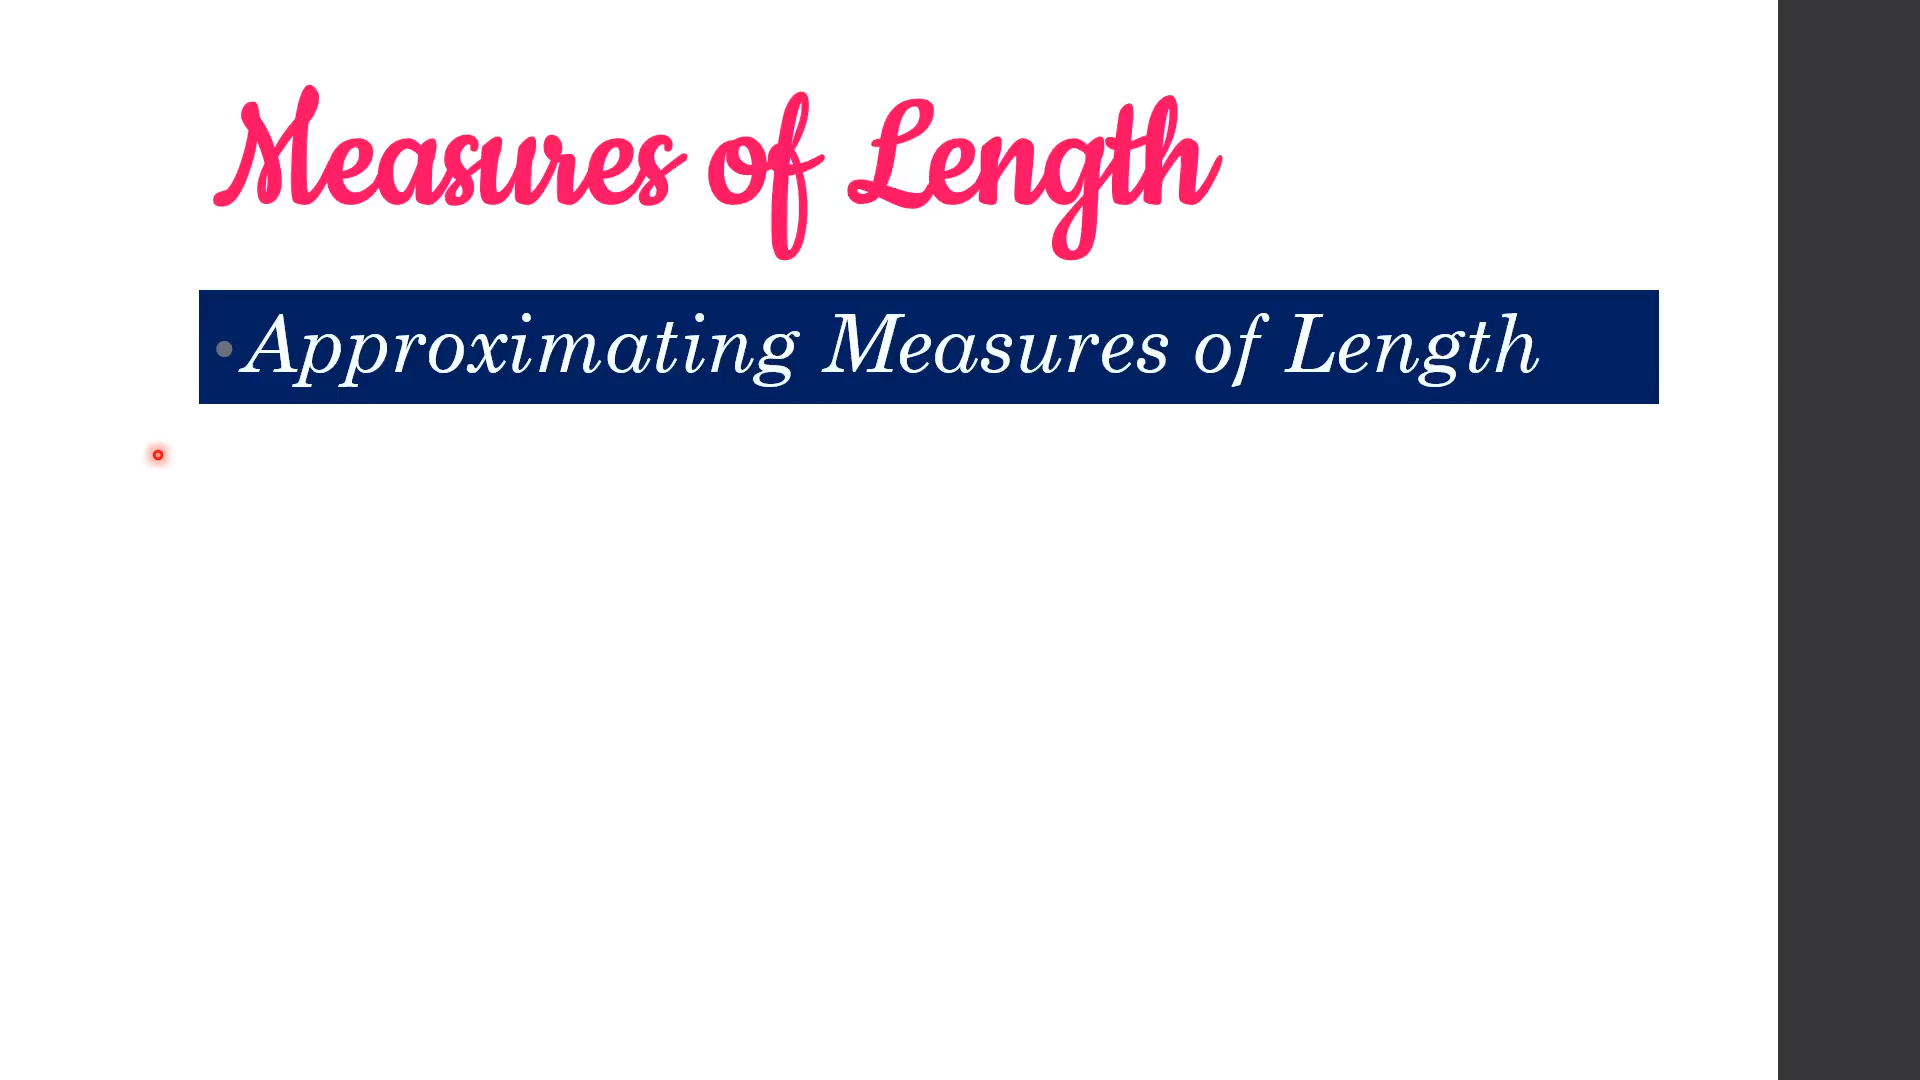 Measures of Length
• Approximating Measures of Length